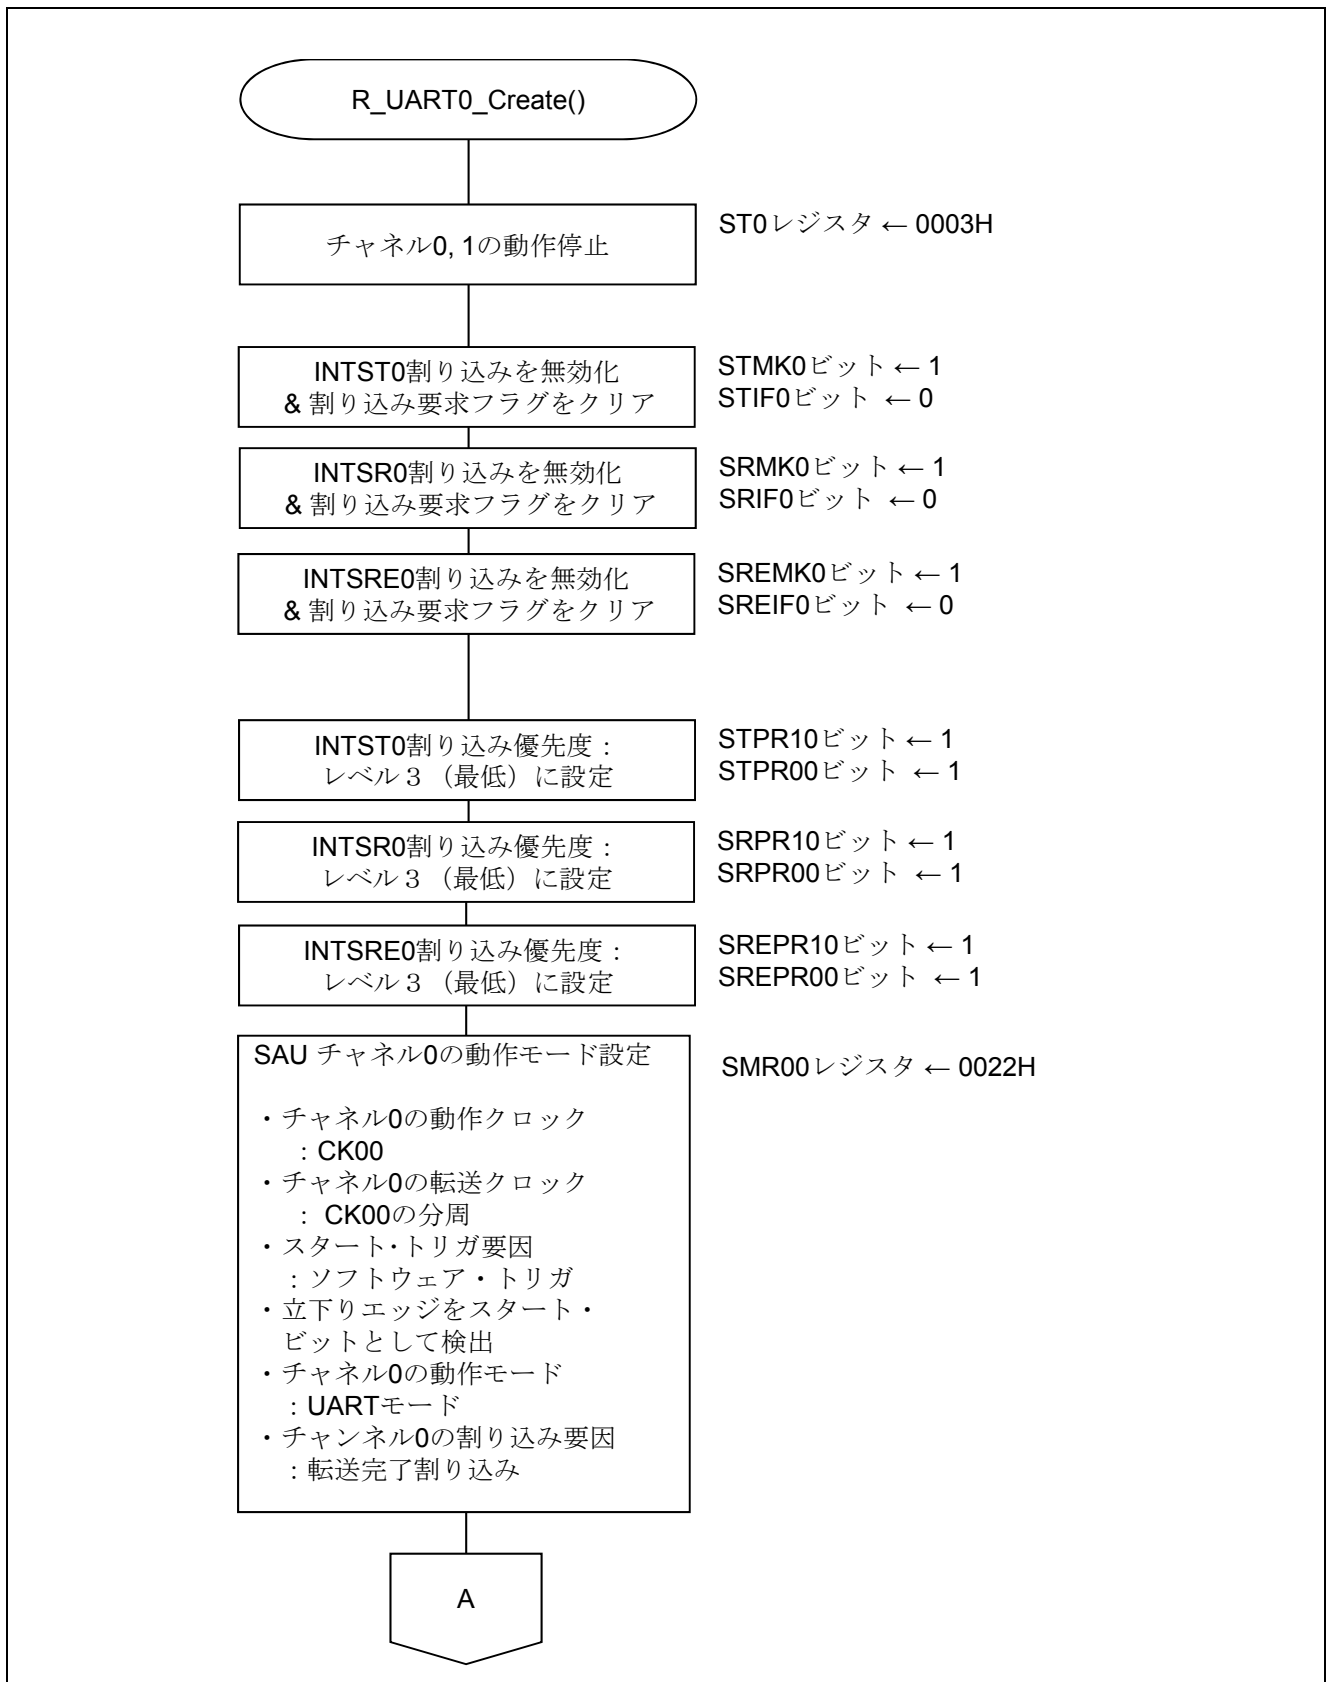 R_UART0_Create()
チャネル0, 1の動作停止
ST0レジスタ ← 0003H
INTST0割り込みを無効化
& 割り込み要求フラグをクリア
STMK0ビット ← 1
STIF0ビット ← 0
INTSR0割り込みを無効化
& 割り込み要求フラグをクリア
SRMK0ビット ← 1
SRIF0ビット ← 0
INTSRE0割り込みを無効化
& 割り込み要求フラグをクリア
SREMK0ビット ← 1
SREIF0ビット ← 0
INTST0割り込み優先度：
レベル３（最低）に設定
STPR10ビット ← 1
STPR00ビット ← 1
INTSR0割り込み優先度：
レベル３（最低）に設定
SRPR10ビット ← 1
SRPR00ビット ← 1
INTSRE0割り込み優先度：
レベル３（最低）に設定
SREPR10ビット ← 1
SREPR00ビット ← 1
SAU チャネル0の動作モード設定
SMR00レジスタ ← 0022H
・チャネル0の動作クロック
：CK00
・チャネル0の転送クロック
： CK00の分周
・スタート･トリガ要因
：ソフトウェア・トリガ
・立下りエッジをスタート・
ビットとして検出
・チャネル0の動作モード
：UARTモード
・チャンネル0の割り込み要因
：転送完了割り込み
A